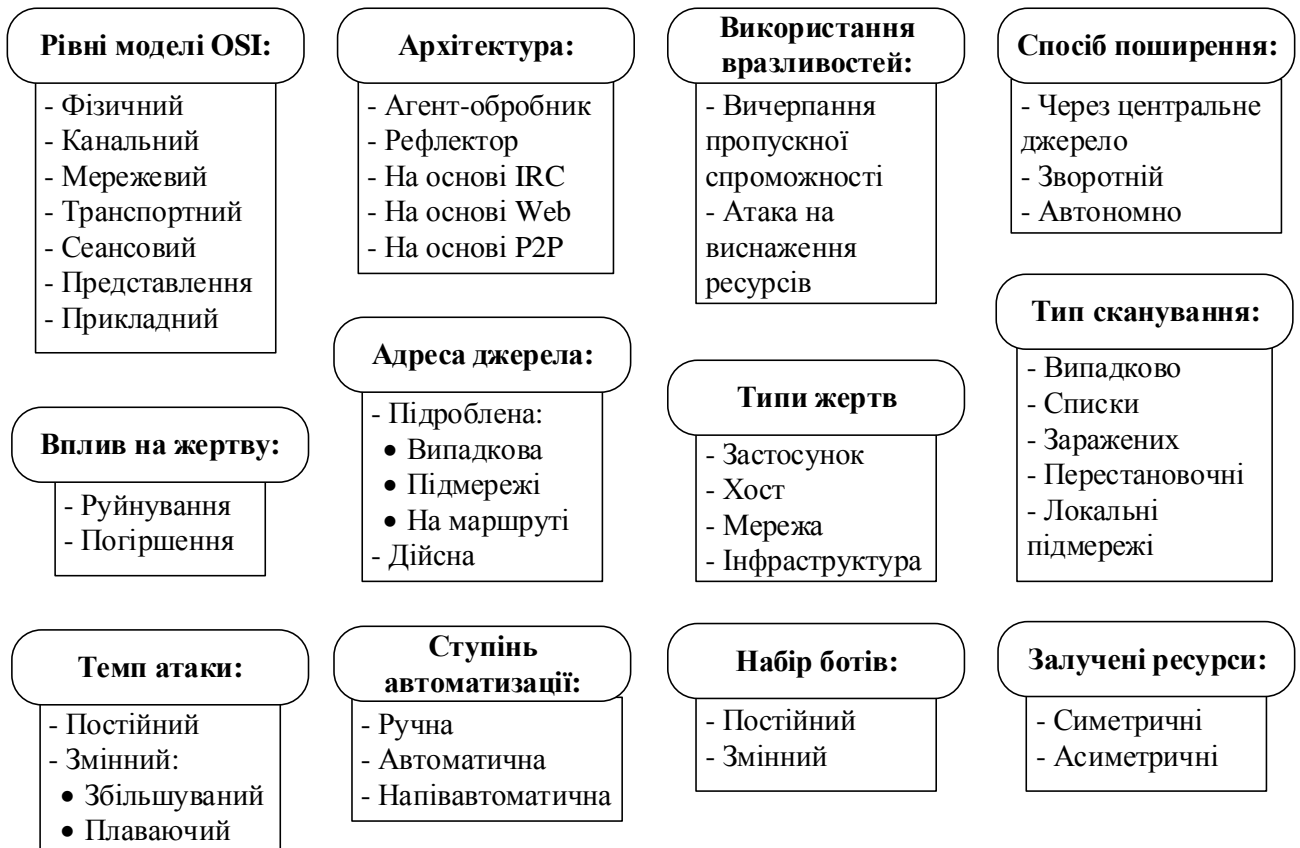 Рівні моделі OSI:
- Фізичний
- Канальний
- Мережевий
- Транспортний
- Сеансовий
- Представлення
- Прикладний
Архітектура:
- Агент-обробник
- Рефлектор
- На основі IRC
- На основі Web
- На основі P2P
Використання
вразливостей:
- Вичерпання
пропускної
спроможності
- Атака на
виснаження
ресурсів
Спосіб поширення:
- Через центральне
джерело
- Зворотній
- Автономно
Вплив на жертву:
- Руйнування
- Погіршення
Адреса джерела:
- Підроблена:
• Випадкова
• Підмережі
• На маршруті
- Дійсна
Типи жертв
- Застосунок
- Хост
- Мережа
- Інфраструктура
Тип сканування:
- Випадково
- Списки
- Заражених
- Перестановочні
- Локальні
підмережі
Темп атаки:
- Постійний
- Змінний:
• Збільшуваний
• Плаваючий
Ступінь
автоматизації:
- Ручна
- Автоматична
- Напівавтоматична
Набір ботів:
- Постійний
- Змінний
Залучені ресурси:
- Симетричні
- Асиметричні